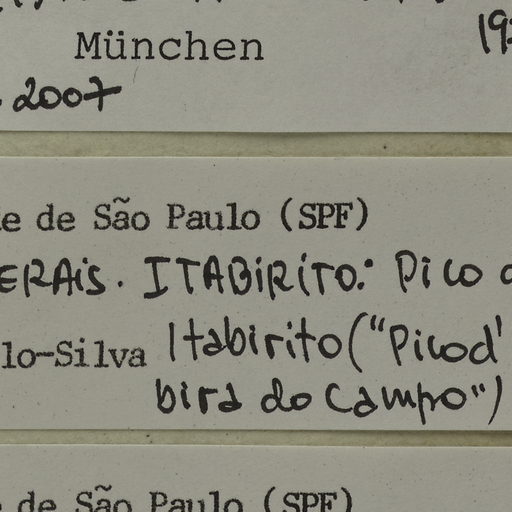 München
2007
de São Paulo (SPF)
ERAIS. ITABIRITO: Pico
lo-Silva Itabirito ("Picod'
bira do Campo")
de São Paulo (SPF)